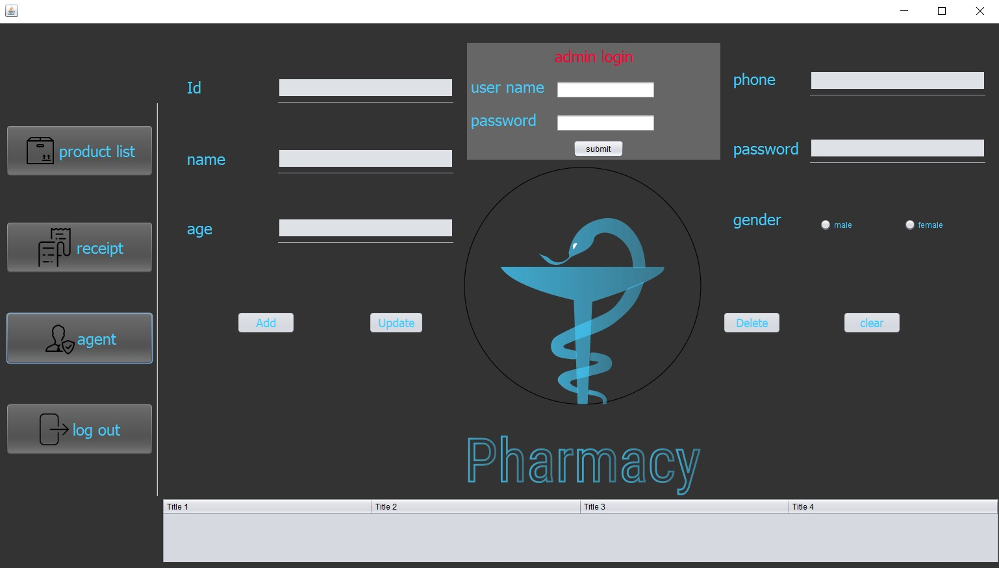 admin login
Id
user name
phone
password
password
product list
name
gender
male
female
submit
age
receipt
Add
Update
Delete
clear
agent
log out
Pharmacy
Title 1
Title 2
Title 3
Title 4